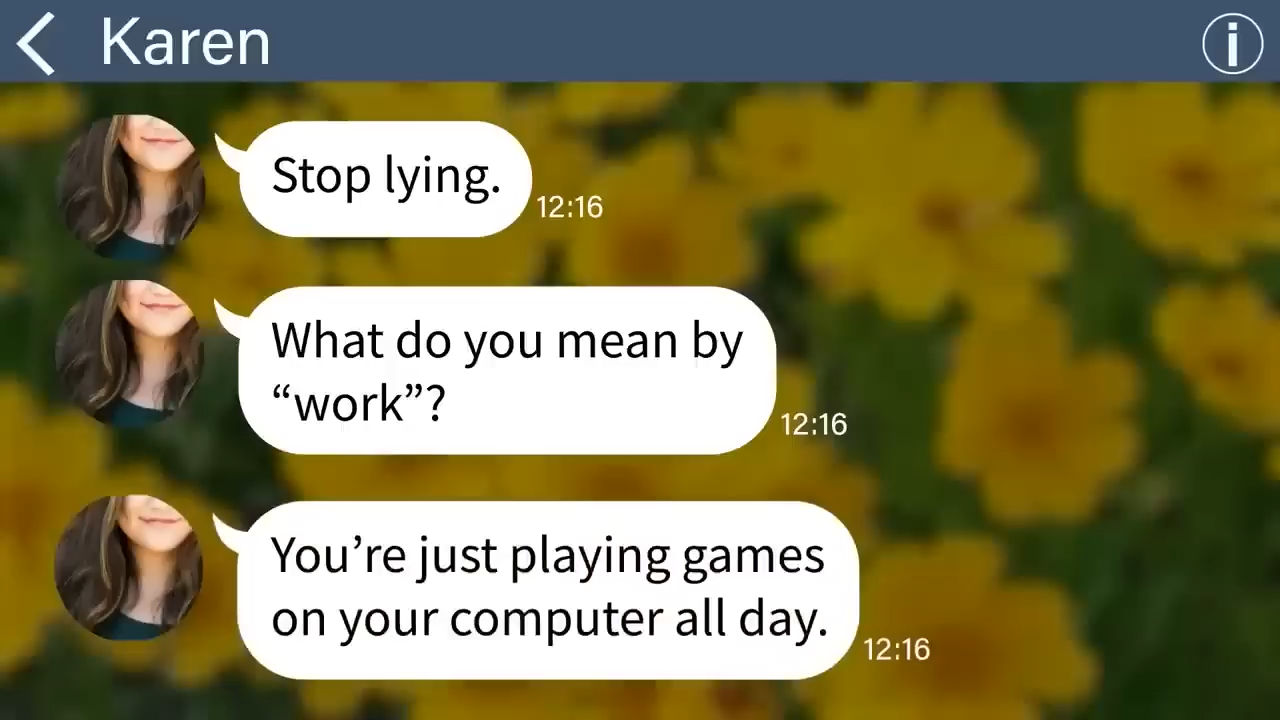 Karen
Stop lying.
12:16
What do you mean by
“work”?
12:16
You’re just playing games
on your computer all day.
12:16